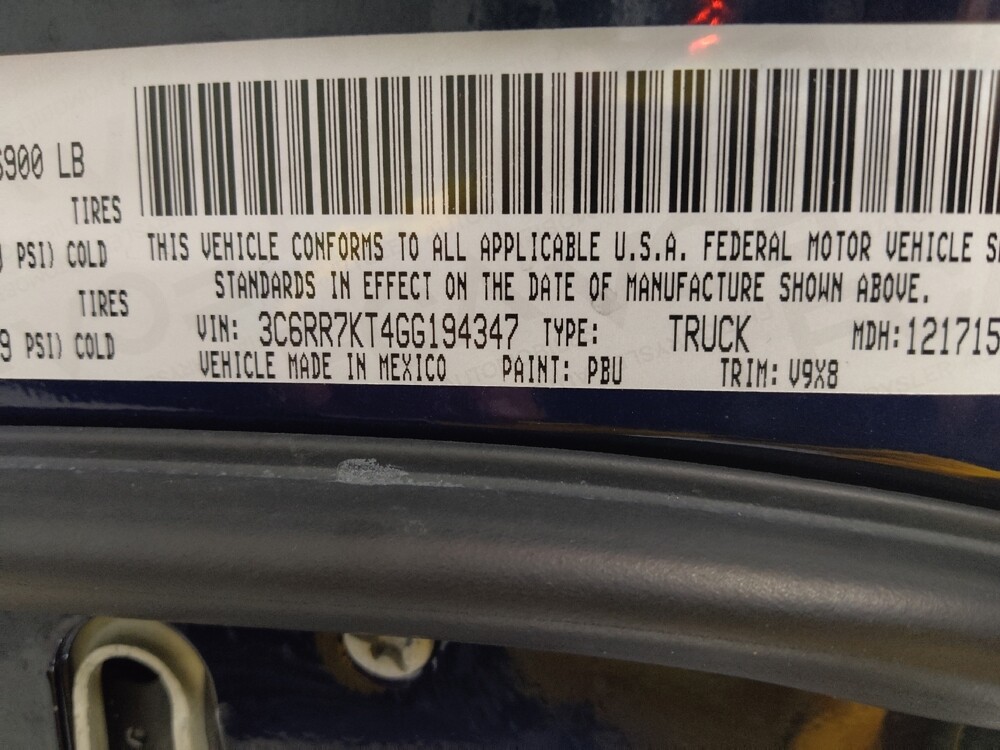 6900 LB
TIRES
PSI) COLD
TIRES
9 PSI) COLD
THIS VEHICLE CONFORMS TO ALL APPLICABLE U.S.A. FEDERAL MOTOR VEHICLE
STANDARDS IN EFFECT ON THE DATE OF MANUFACTURE SHOWN ABOVE.
VIN: 3C6RR7KT4GG194347 TYPE: TRUCK MDH:121715
VEHICLE MADE IN MEXICO PAINT: PBU TRIM: V9X8